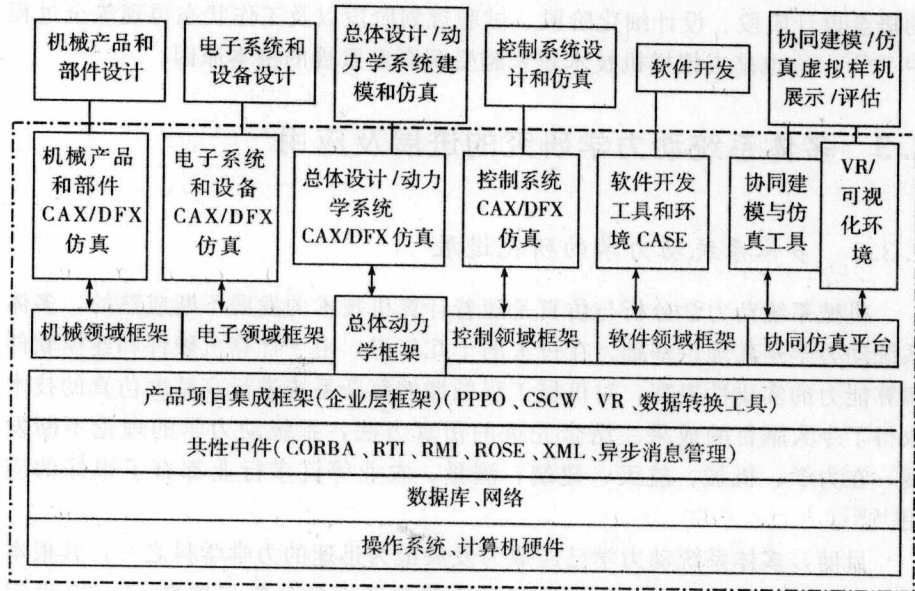 机械产品和
部件设计
电子系统和
设备设计
总体设计/动
力学系统建
模和仿真
控制系统设
计和仿真
软件开发
协同建模/仿
真虚拟样机
展示/评估
机械产品
和部件
CAX/DFX
仿真
电子系统
和设备
CAX/DFX
仿真
总体设计/动力
学系统
CAX/DFX仿真
控制系统
CAX/DFX
仿真
软件开发
工具和环
境CASE
协同建
模与仿
真工具
VR/
可视
化环
境
机械领域框架
电子领域框架
总体动力
学框架
控制领域框架
软件领域框架
协同仿真平台
产品项目集成框架(企业层框架)(PPPO、CSCW、VR、数据转换工具)
共性中件(CORBA、RTI、RMI、ROSE、XML、异步消息管理)
数据库、网络
操作系统、计算机硬件